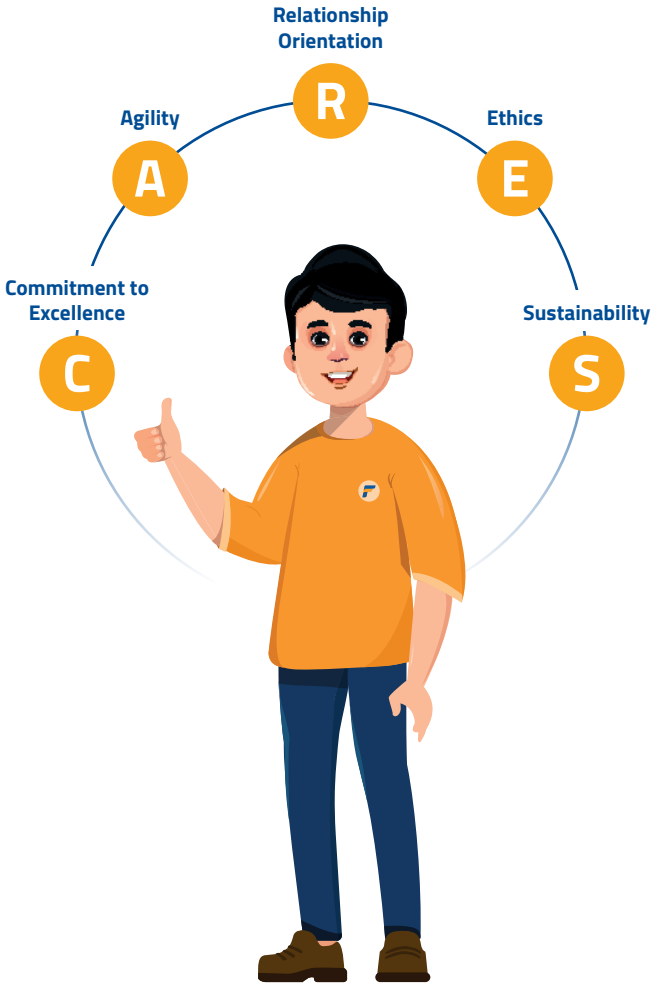 Relationship
Orientation
R
Agility
A
Ethics
E
Commitment to
Excellence
C
Sustainability
S
F